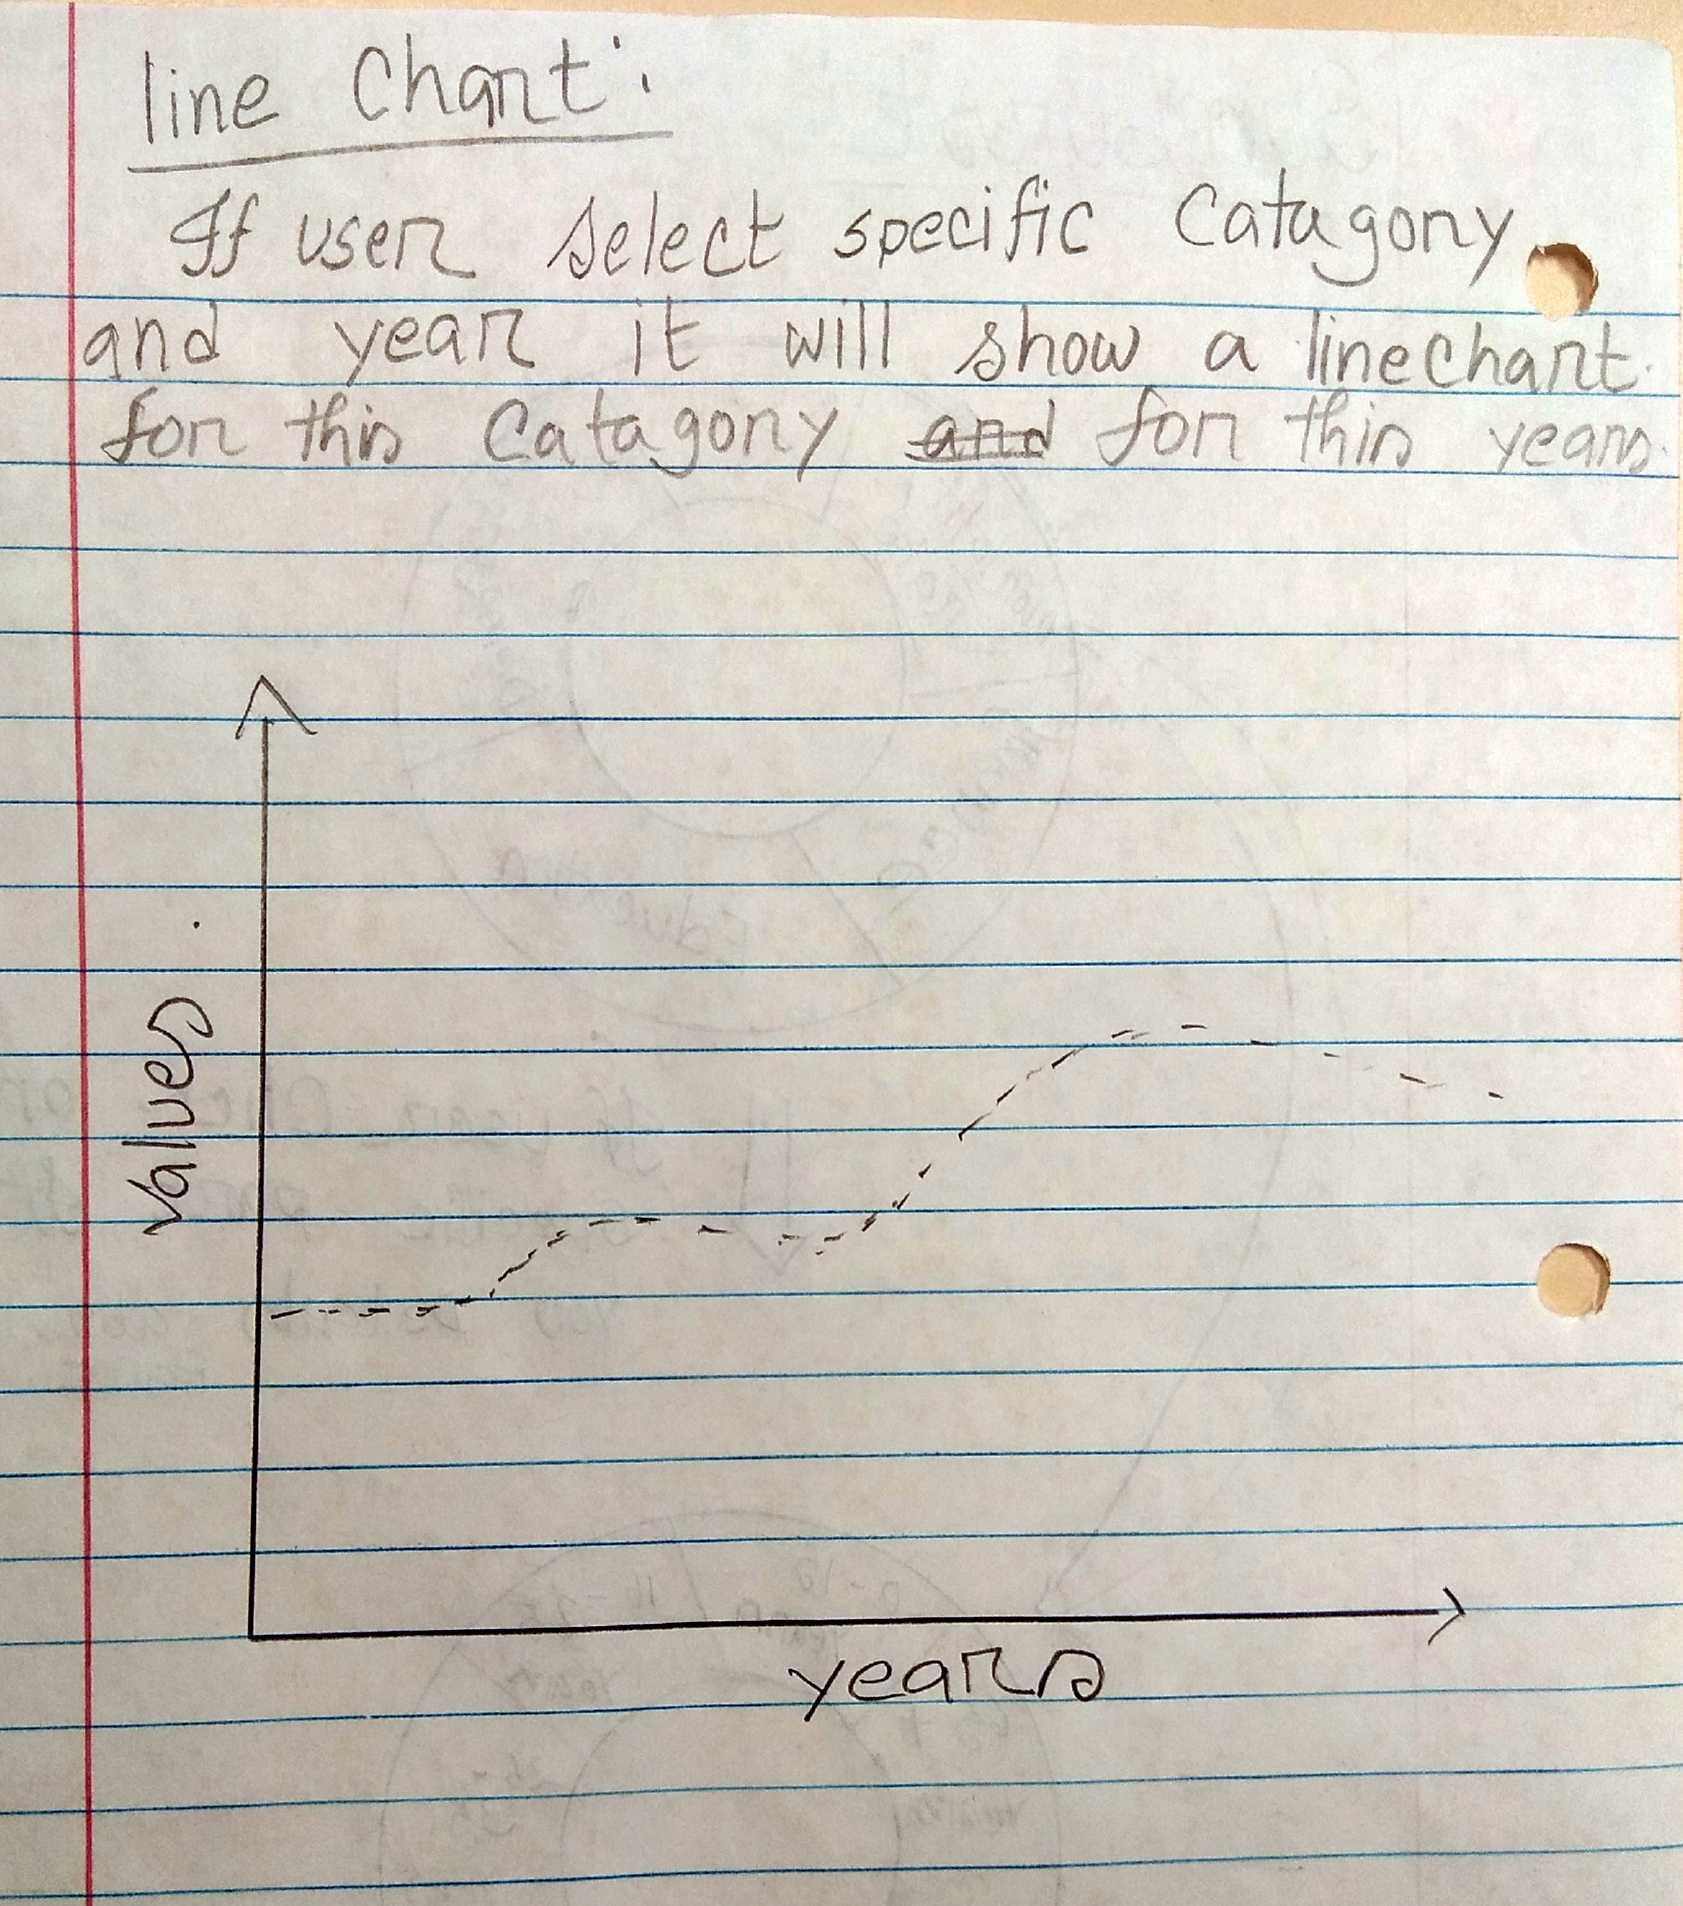 line Chart:
If user select specific Catagory
and year it will show a linechart
for this Catagory and for this years.
Values
years